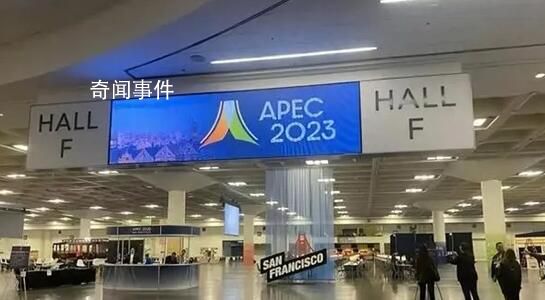 奇闻事件
HALL
F
APEC
2023
HALL
F
SAN
FRANCISCO